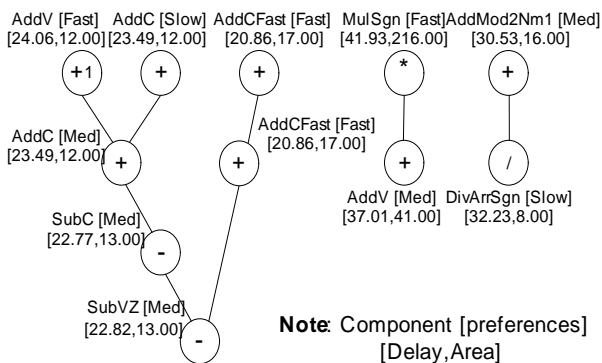 AddV [Fast] AddC [Slow] AddCFast [Fast] MulSgn [Fast] AddMod2Nm1 [Med]
[24.06,12.00] [23.49,12.00] [20.86,17.00] [41.93,216.00] [30.53,16.00]
+1 + + * +
AddCFast [Fast]
[20.86,17.00]
AddC [Med]
[23.49,12.00]
+ + + /
AddV [Med] DivArrSgn [Slow]
[37.01,41.00] [32.23,8.00]
SubC [Med]
[22.77,13.00]
-
SubVZ [Med]
[22.82,13.00]
-
Note: Component [preferences]
[Delay,Area]